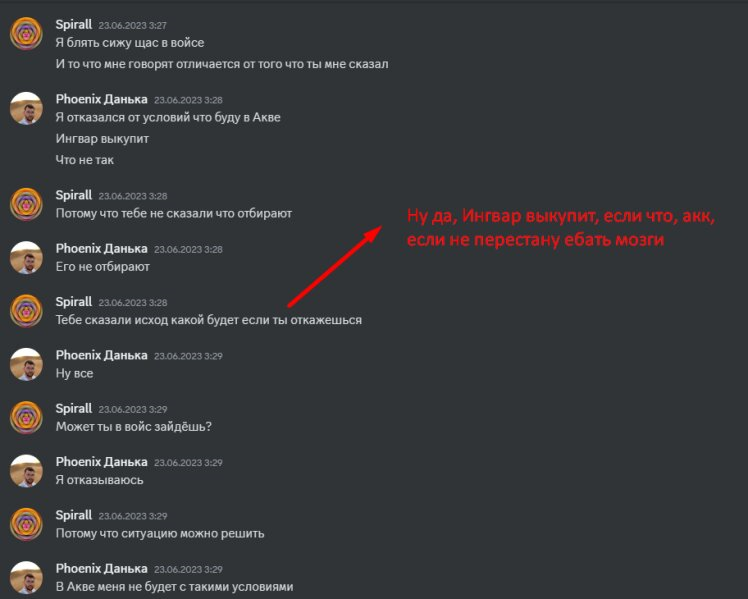 Spirall 23.06.2023 3:27
Я блять сижу щас в войсе
И то что мне говорят отличается от того что ты мне сказал
Phoenix Данька 23.06.2023 3:28
Я отказался от условий что буду в Акве
Ингвар выкупит
Что не так
Spirall 23.06.2023 3:28
Потому что тебе не сказали что отбирают
Phoenix Данька 23.06.2023 3:28
Его не отбирают
Spirall 23.06.2023 3:28
Тебе сказали исход какой будет если ты откажешься
Ну да, Ингвар выкупит, если что, акк,
если не перестану ебать мозги
Phoenix Данька 23.06.2023 3:29
Ну все
Spirall 23.06.2023 3:29
Может ты в войс зайдёшь?
Phoenix Данька 23.06.2023 3:29
Я отказываюсь
Spirall 23.06.2023 3:29
Потому что ситуацию можно решить
Phoenix Данька 23.06.2023 3:29
В Акве меня не будет с такими условиями